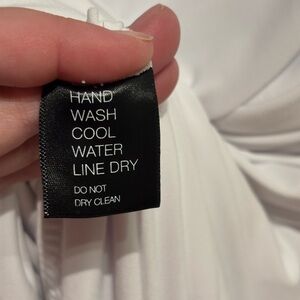 HAND
WASH
COOL
WATER
LINE DRY
DO NOT
DRY CLEAN